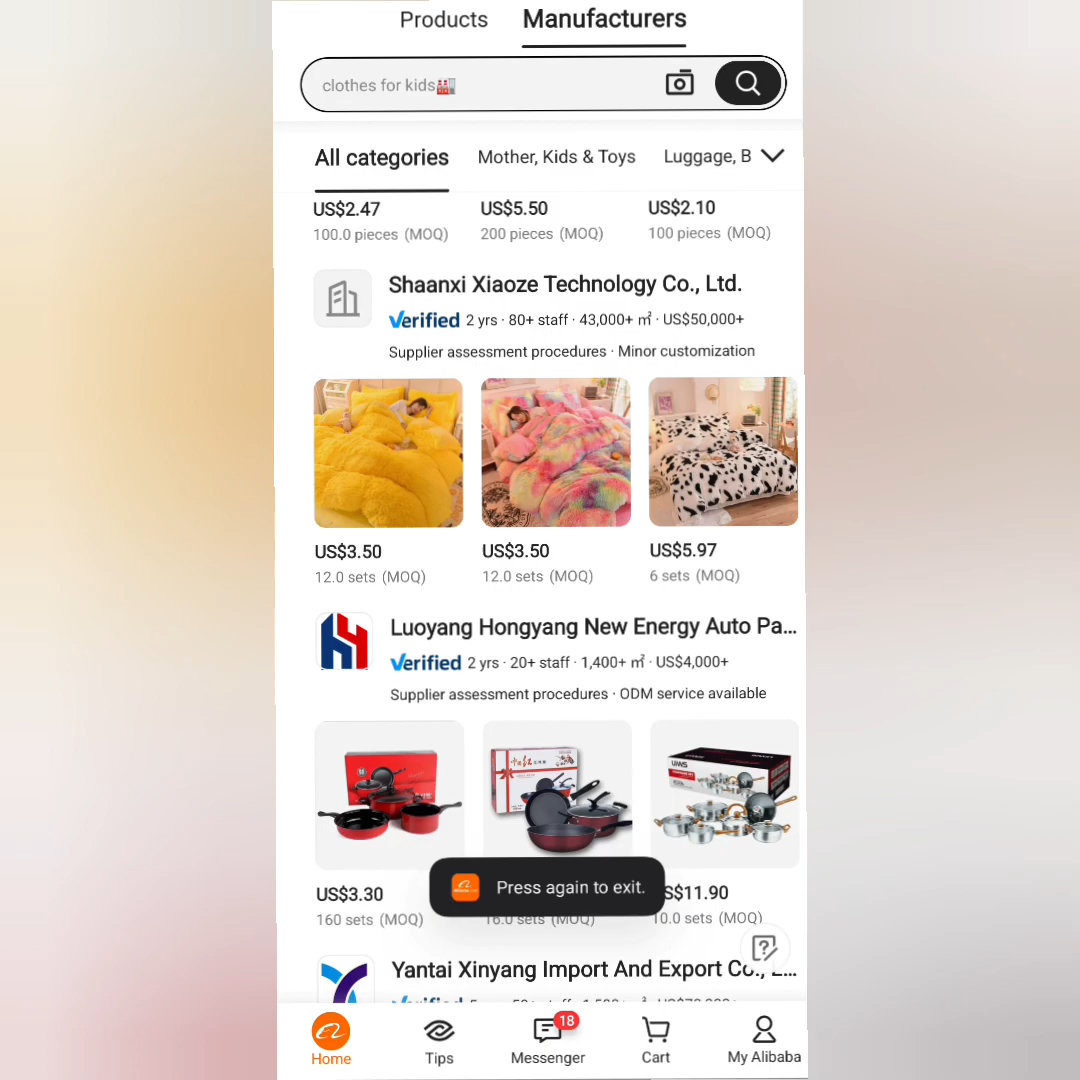 Products Manufacturers
clothes for kids
All categories Mother, Kids & Toys Luggage, B
US$2.47 US$5.50 US$2.10
100.0 pieces (MOQ) 200 pieces (MOQ) 100 pieces (MOQ)
Shaanxi Xiaoze Technology Co., Ltd.
Verified 2 yrs · 80+ staff · 43,000+ ㎡ · US$50,000+
Supplier assessment procedures · Minor customization
US$3.50 US$3.50 US$5.97
12.0 sets (MOQ) 12.0 sets (MOQ) 6 sets (MOQ)
Luoyang Hongyang New Energy Auto Pa...
Verified 2 yrs · 20+ staff · 1,400+ ㎡ · US$4,000+
Supplier assessment procedures · ODM service available
US$3.30 S$11.90
Press again to exit.
160 sets (MOQ) 16.0 sets (MOQ) 10.0 sets (MOQ)
Yantai Xinyang Import And Export Co., L...
Verified
18
Home Tips Messenger Cart My Alibaba